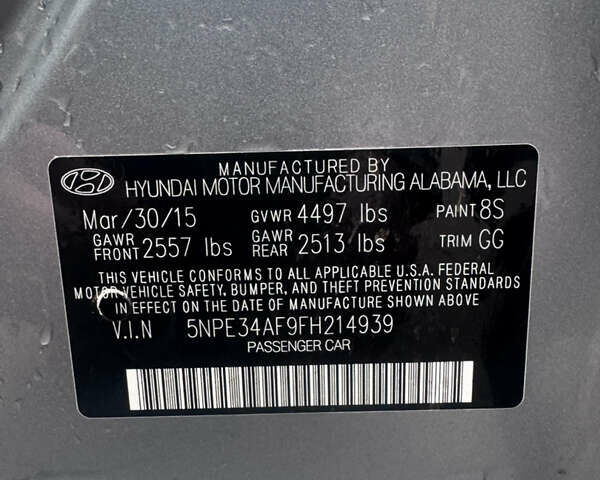 MANUFACTURED BY
HYUNDAI MOTOR MANUFACTURING ALABAMA, LLC
Mar/30/15 GVWR 4497 lbs PAINT 8S
GAWR FRONT 2557 lbs GAWR REAR 2513 lbs TRIM GG
THIS VEHICLE CONFORMS TO ALL APPLICABLE U.S.A. FEDERAL
MOTOR VEHICLE SAFETY, BUMPER, AND THEFT PREVENTION STANDARDS
IN EFFECT ON THE DATE OF MANUFACTURE SHOWN ABOVE
V.I.N 5NPE34AF9FH214939
PASSENGER CAR